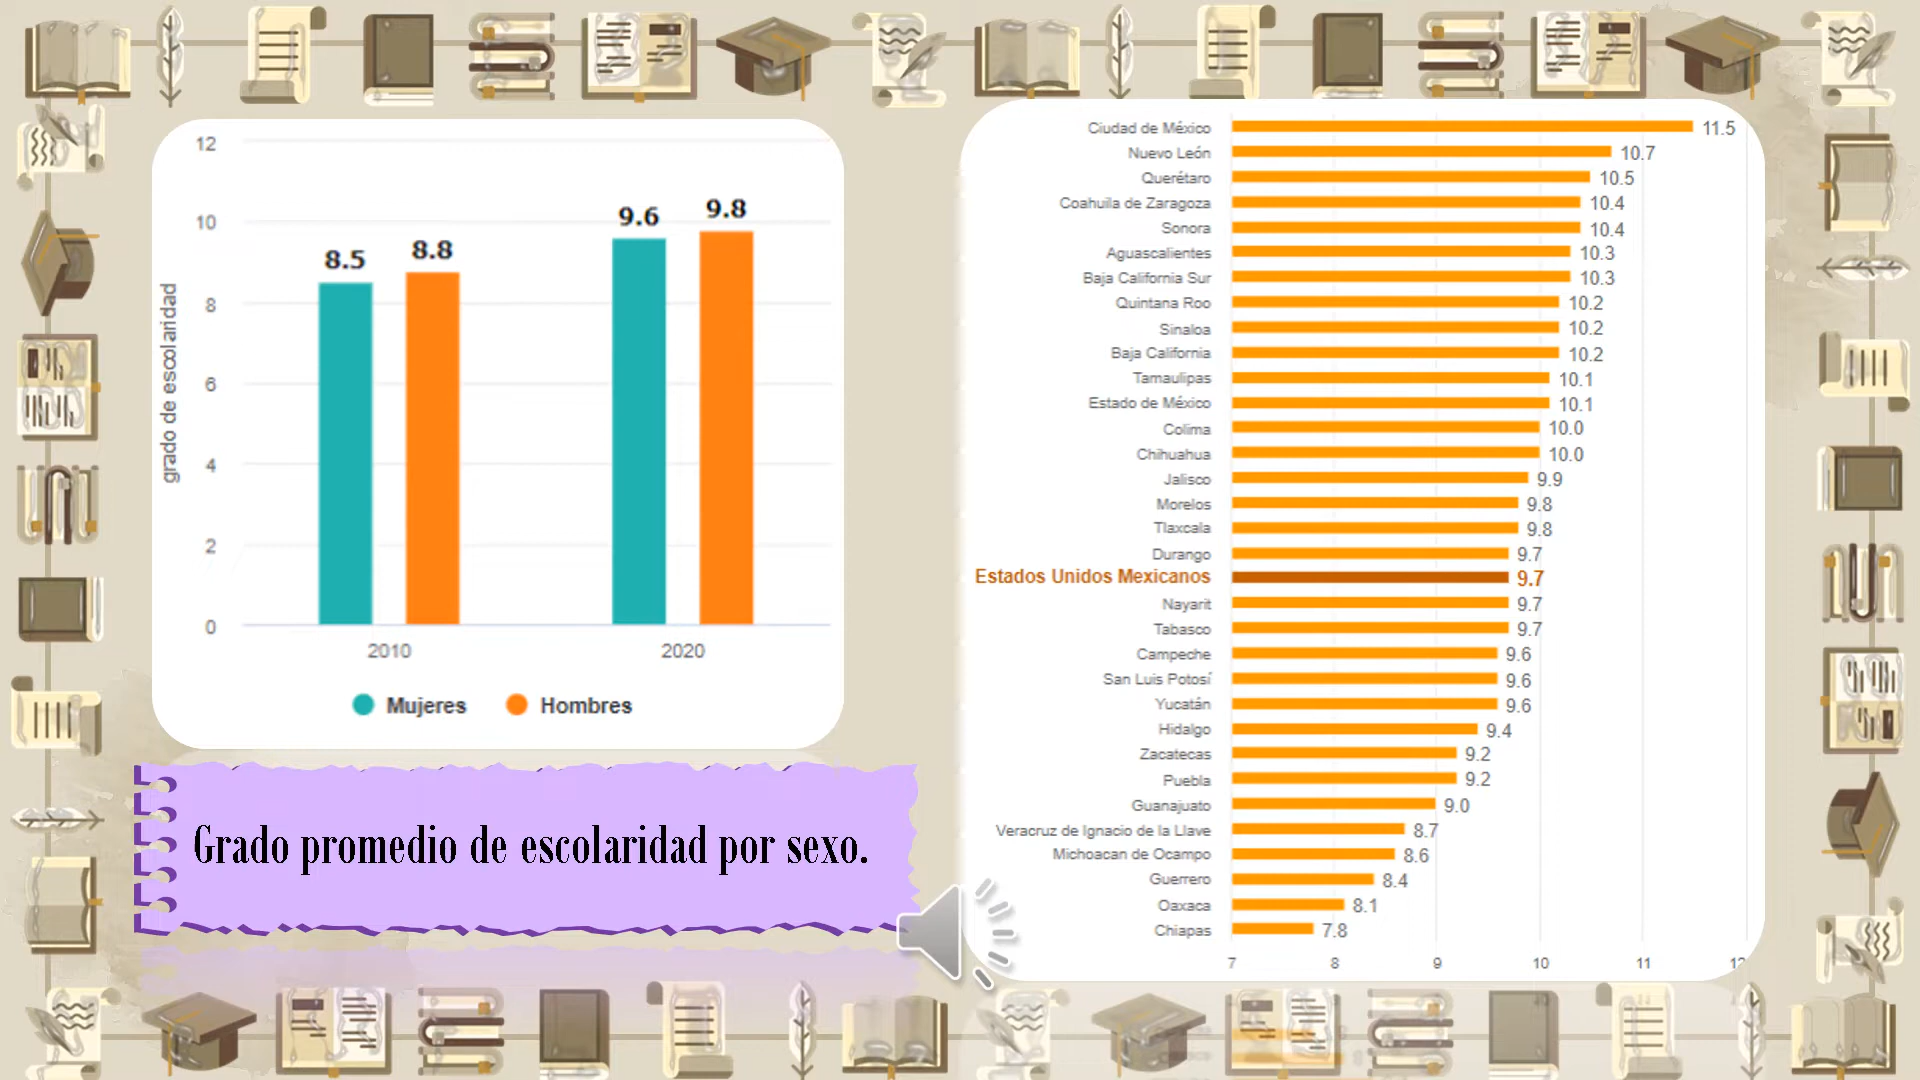 12
10
8
6
4
2
0
grado de escolaridad
8.5
8.8
9.6
9.8
2010
2020
Mujeres
Hombres
Grado promedio de escolaridad por sexo.
Ciudad de México 11.5
Nuevo León 10.7
Querétaro 10.5
Coahuila de Zaragoza 10.4
Sonora 10.4
Aguascalientes 10.3
Baja California Sur 10.3
Quintana Roo 10.2
Sinaloa 10.2
Baja California 10.2
Tamaulipas 10.1
Estado de México 10.1
Colima 10.0
Chihuahua 10.0
Jalisco 9.9
Morelos 9.8
Tlaxcala 9.8
Durango 9.7
Estados Unidos Mexicanos 9.7
Nayarit 9.7
Tabasco 9.7
Campeche 9.6
San Luis Potosí 9.6
Yucatán 9.6
Hidalgo 9.4
Zacatecas 9.2
Puebla 9.2
Guanajuato 9.0
Veracruz de Ignacio de la Llave 8.7
Michoacan de Ocampo 8.6
Guerrero 8.4
Oaxaca 8.1
Chiapas 7.8
7 8 9 10 11 12